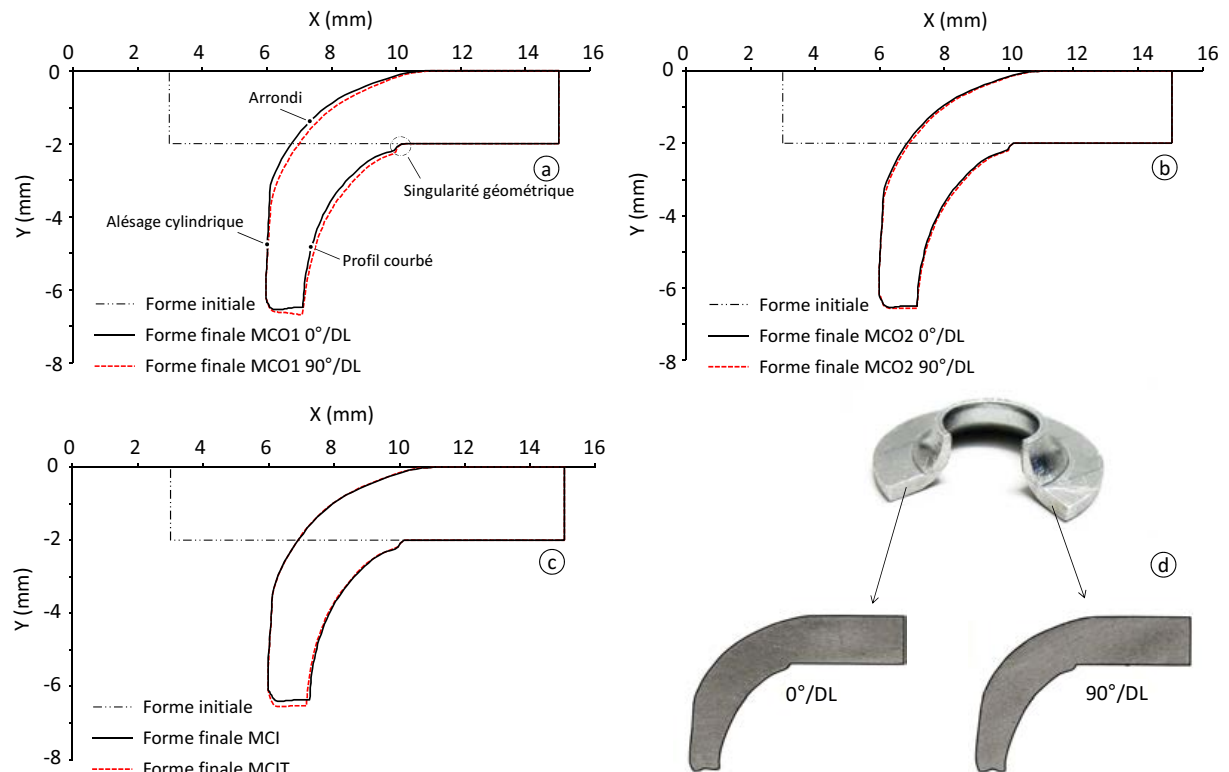 X (mm)
0 2 4 6 8 10 12 14 16
0
-2
-4
-6
-8
Y (mm)
Arrondi
Singularité géométrique
Alésage cylindrique
Profil courbé
a
Forme initiale
Forme finale MCO1 0°/DL
Forme finale MCO1 90°/DL
X (mm)
0 2 4 6 8 10 12 14 16
0
-2
-4
-6
-8
Y (mm)
b
Forme initiale
Forme finale MCO2 0°/DL
Forme finale MCO2 90°/DL
X (mm)
0 2 4 6 8 10 12 14 16
0
-2
-4
-6
-8
Y (mm)
c
Forme initiale
Forme finale MCI
Forme finale MCIT
d
0°/DL
90°/DL